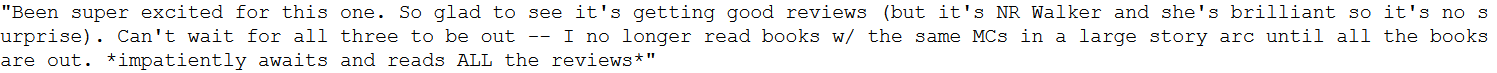 "Been super excited for this one. So glad to see it's getting good reviews (but it's NR Walker and she's brilliant so it's no s
urprise). Can't wait for all three to be out -- I no longer read books w/ the same MCs in a large story arc until all the books
are out. *impatiently awaits and reads ALL the reviews*"